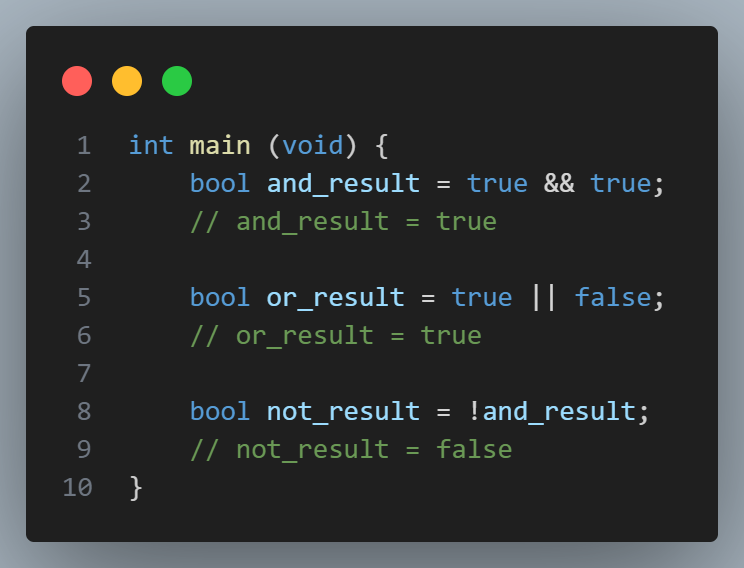 1 int main (void) {
2 bool and_result = true && true;
3 // and_result = true
4
5 bool or_result = true || false;
6 // or_result = true
7
8 bool not_result = !and_result;
9 // not_result = false
10 }